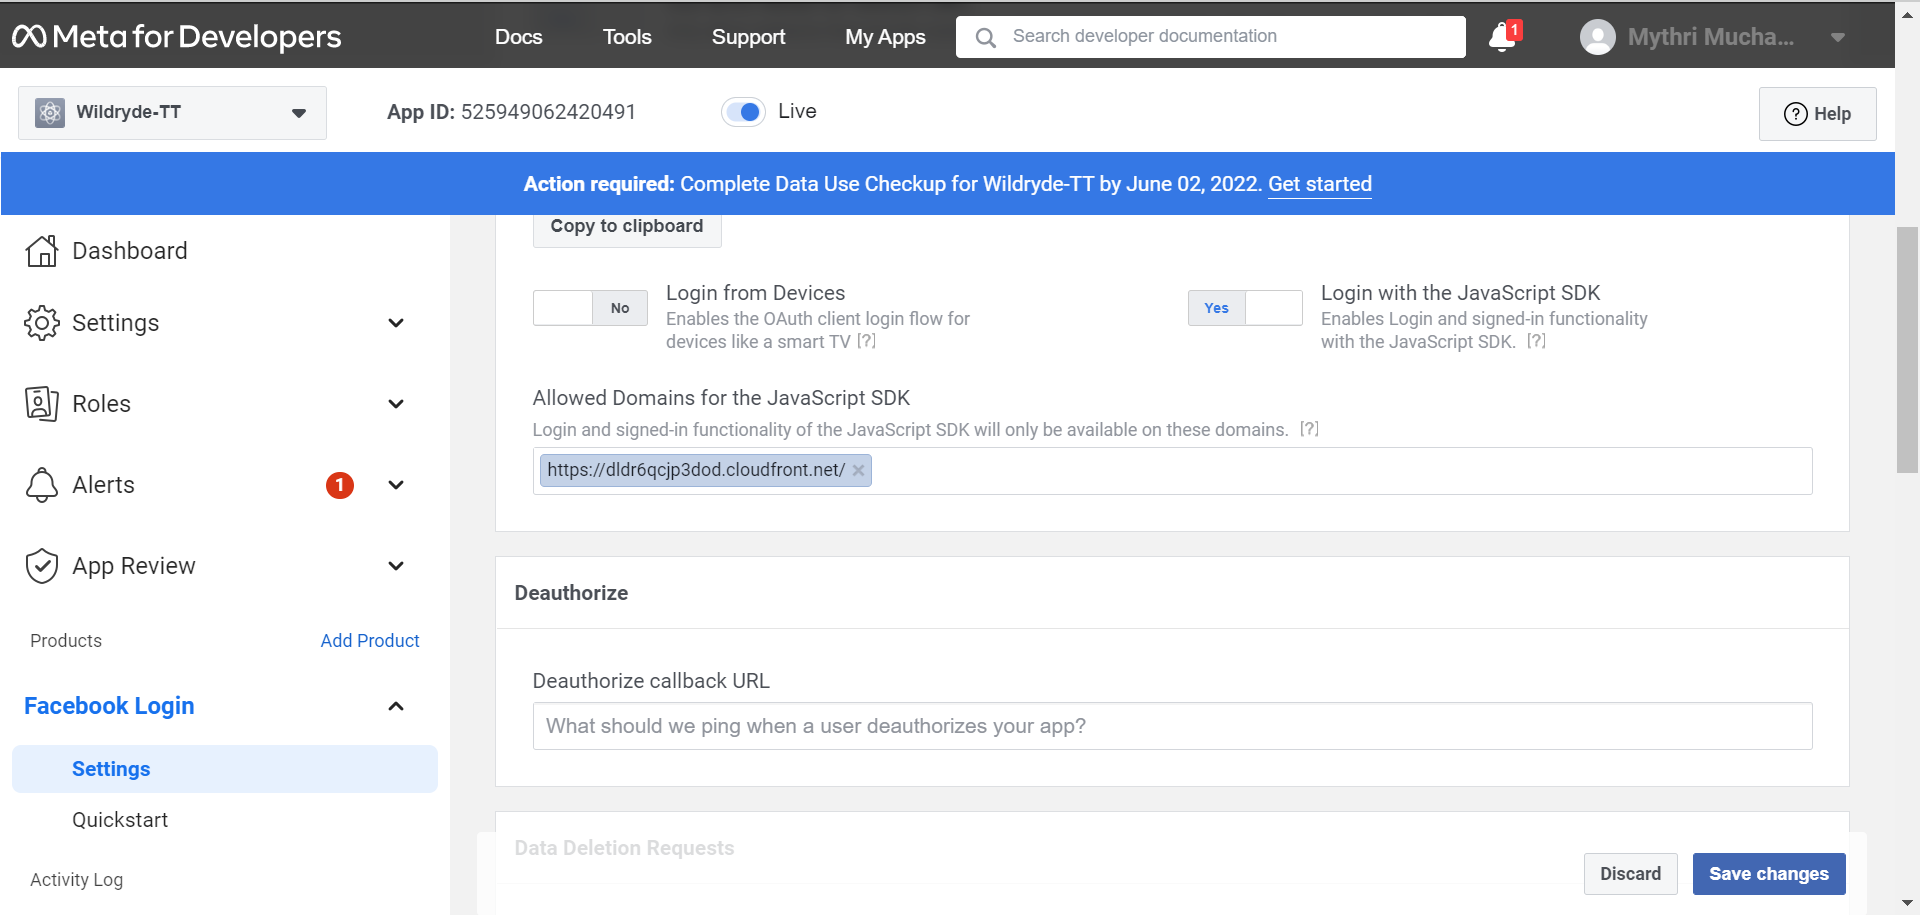 Meta for Developers
Docs
Tools
Support
My Apps
Search developer documentation
1
Mythri Mucha...
Wildryde-TT
App ID: 525949062420491
Live
Help
Action required: Complete Data Use Checkup for Wildryde-TT by June 02, 2022. Get started
Dashboard
Settings
Roles
Alerts
1
App Review
Products
Add Product
Facebook Login
Settings
Quickstart
Activity Log
Copy to clipboard
No
Login from Devices
Enables the OAuth client login flow for
devices like a smart TV [?]
Yes
Login with the JavaScript SDK
Enables Login and signed-in functionality
with the JavaScript SDK. [?]
Allowed Domains for the JavaScript SDK
Login and signed-in functionality of the JavaScript SDK will only be available on these domains. [?]
https://dldr6qcjp3dod.cloudfront.net/
Deauthorize
Deauthorize callback URL
What should we ping when a user deauthorizes your app?
Data Deletion Requests
Discard
Save changes